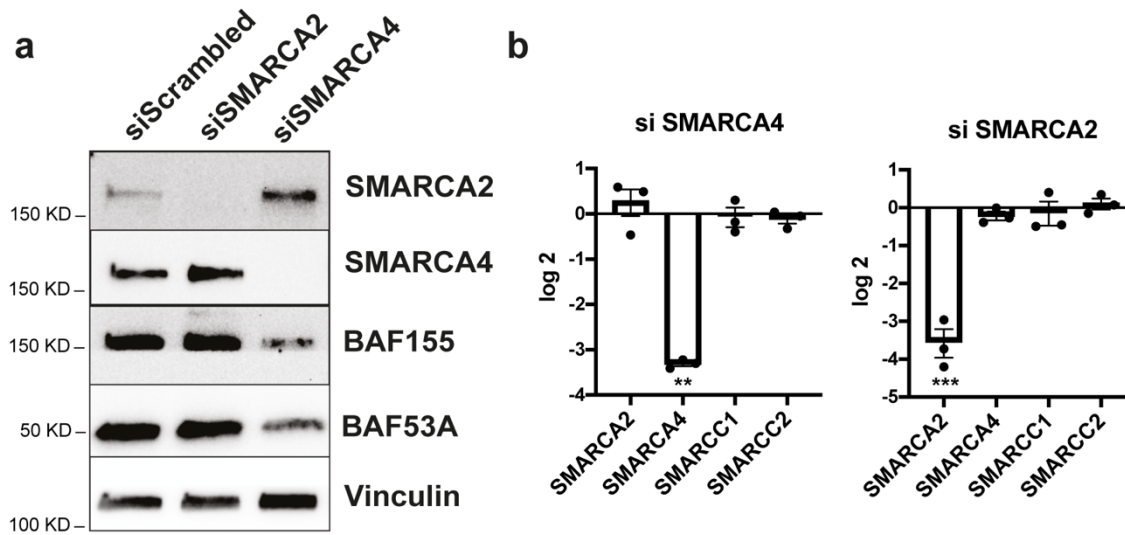 a
siScrambled
siSMARCA2
siSMARCA4
SMARCA2
150 KD
SMARCA4
150 KD
BAF155
150 KD
BAF53A
50 KD
Vinculin
100 KD
b
si SMARCA4
log 2
1
0
-1
-2
-3
-4
**
SMARCA2
SMARCA4
SMARCC1
SMARCC2
si SMARCA2
log 2
1
0
-1
-2
-3
-4
-5
***
SMARCA2
SMARCA4
SMARCC1
SMARCC2